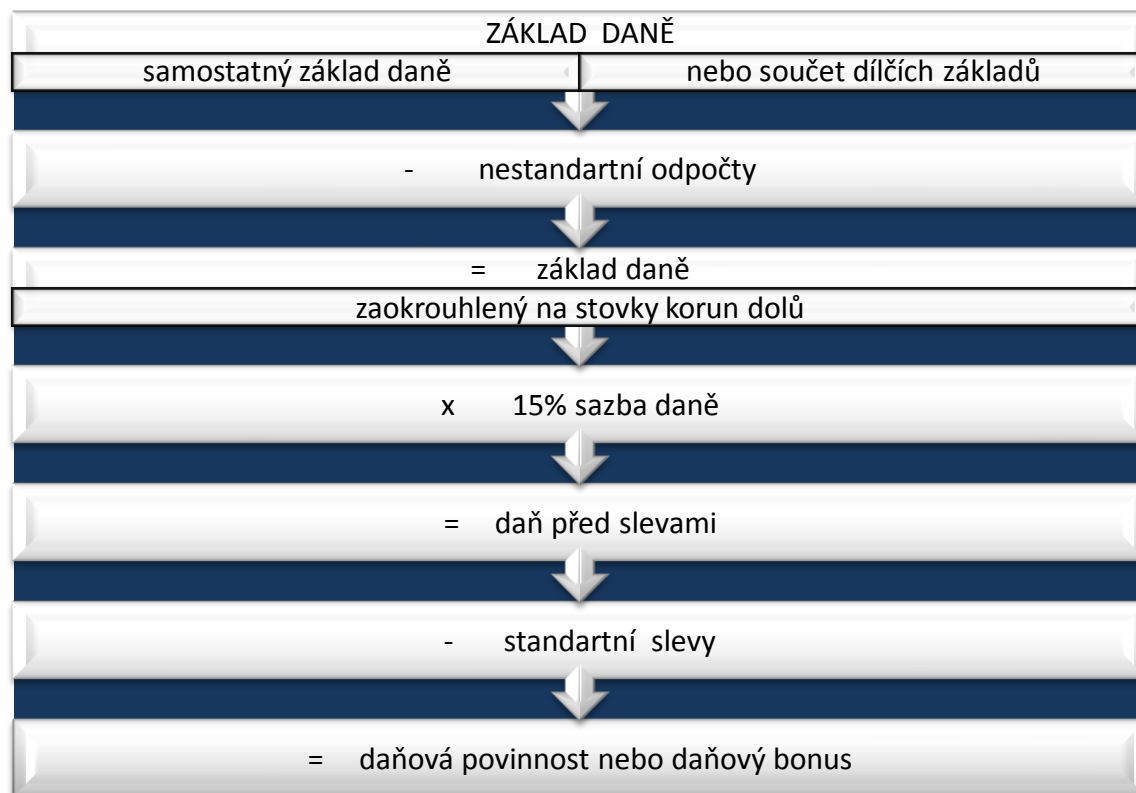 ZÁKLAD DANĚ
samostatný základ daně
nebo součet dílčích základů
- nestandartní odpočty
= základ daně
zaokrouhlený na stovky korun dolů
x 15% sazba daně
= daň před slevami
- standartní slevy
= daňová povinnost nebo daňový bonus